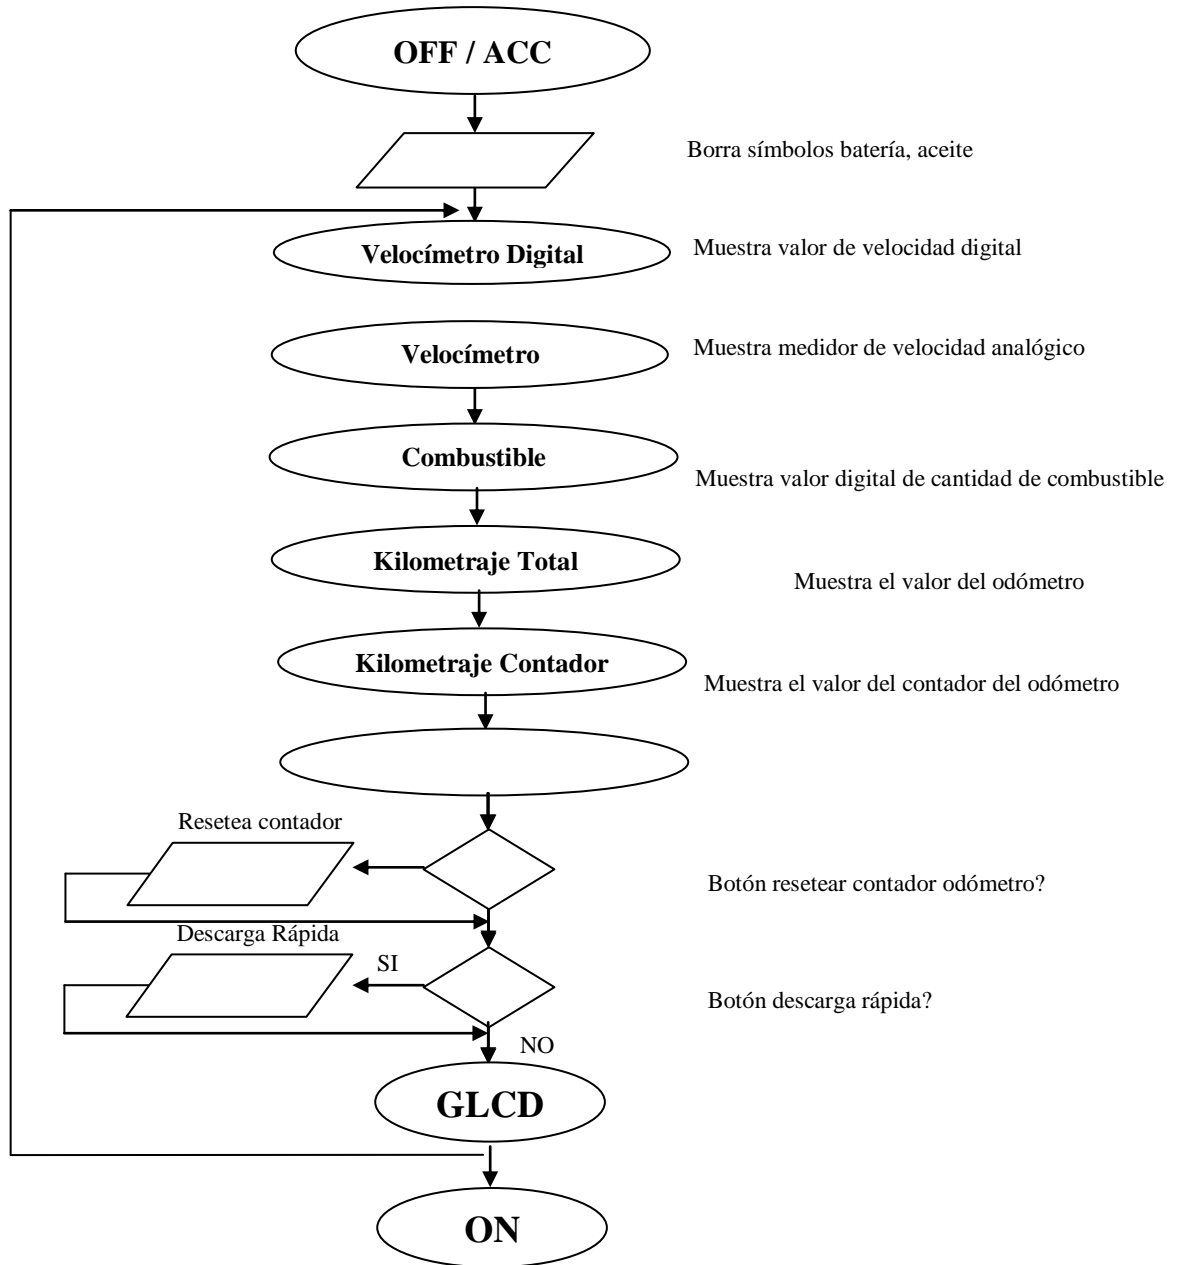 OFF / ACC
Borra símbolos batería, aceite
Velocímetro Digital
Muestra valor de velocidad digital
Velocímetro
Muestra medidor de velocidad analógico
Combustible
Muestra valor digital de cantidad de combustible
Kilometraje Total
Muestra el valor del odómetro
Kilometraje Contador
Muestra el valor del contador del odómetro
Resetea contador
Botón resetear contador odómetro?
Descarga Rápida
SI
Botón descarga rápida?
NO
GLCD
ON